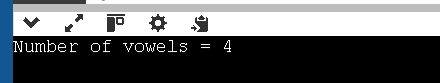 Number of vowels = 4